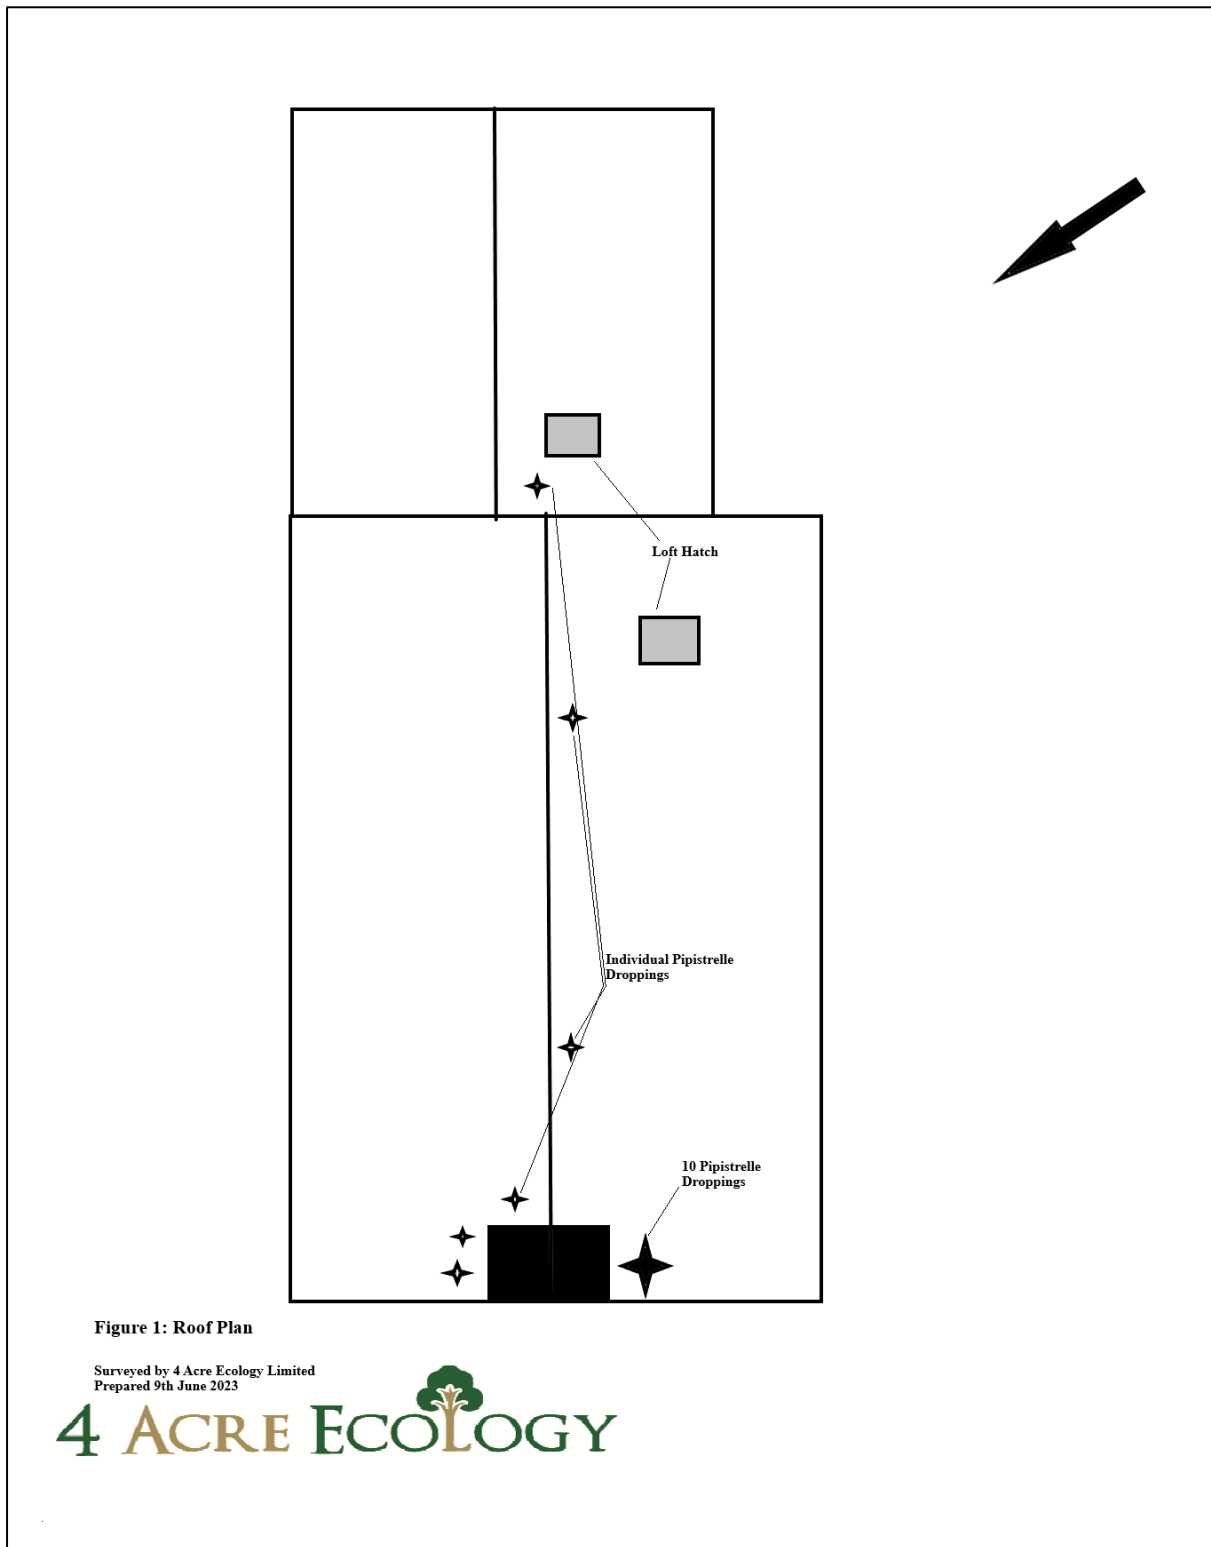 Loft Hatch
Individual Pipistrelle
Droppings
10 Pipistrelle
Droppings
Figure 1: Roof Plan
Surveyed by 4 Acre Ecology Limited
Prepared 9th June 2023
4 ACRE ECOLOGY